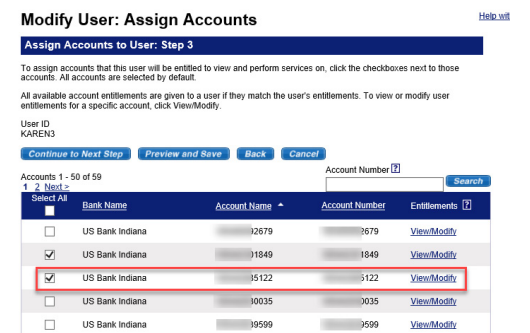 Modify User: Assign Accounts
Help wit
Assign Accounts to User: Step 3
To assign accounts that this user will be entitled to view and perform services on, click the checkboxes next to those
accounts. All accounts are selected by default.
All available account entitlements are given to a user if they match the user's entitlements. To view or modify user
entitlements for a specific account, click View/Modify.
User ID
KAREN3
Continue to Next Step Preview and Save Back Cancel
Account Number ?
Accounts 1 - 50 of 59
Search
1 2 Next >
Select All Bank Name Account Name Account Number Entitlements ?
US Bank Indiana 2679 2679 View/Modify
US Bank Indiana 1849 1849 View/Modify
US Bank Indiana 5122 5122 View/Modify
US Bank Indiana 0035 0035 View/Modify
US Bank Indiana 9599 9599 View/Modify